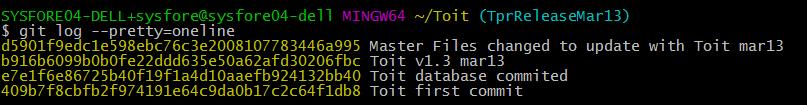 SYSFORE04-DELL+sysfore@sysfore04-dell MINGW64 ~/Toit (TprReleaseMar13)
$ git log --pretty=oneline
d5901f9edc1e598ebc76c3e2008107783446a995 Master Files changed to update with Toit mar13
b916b6099b0b0fe22ddd635e50a62afd30206fbc Toit v1.3 mar13
e7e1f6e86725b40f19f1a4d10aaefb924132bb40 Toit database commited
409b7f8cbfb2f974191e64c9da0b17c2c64f1db8 Toit first commit